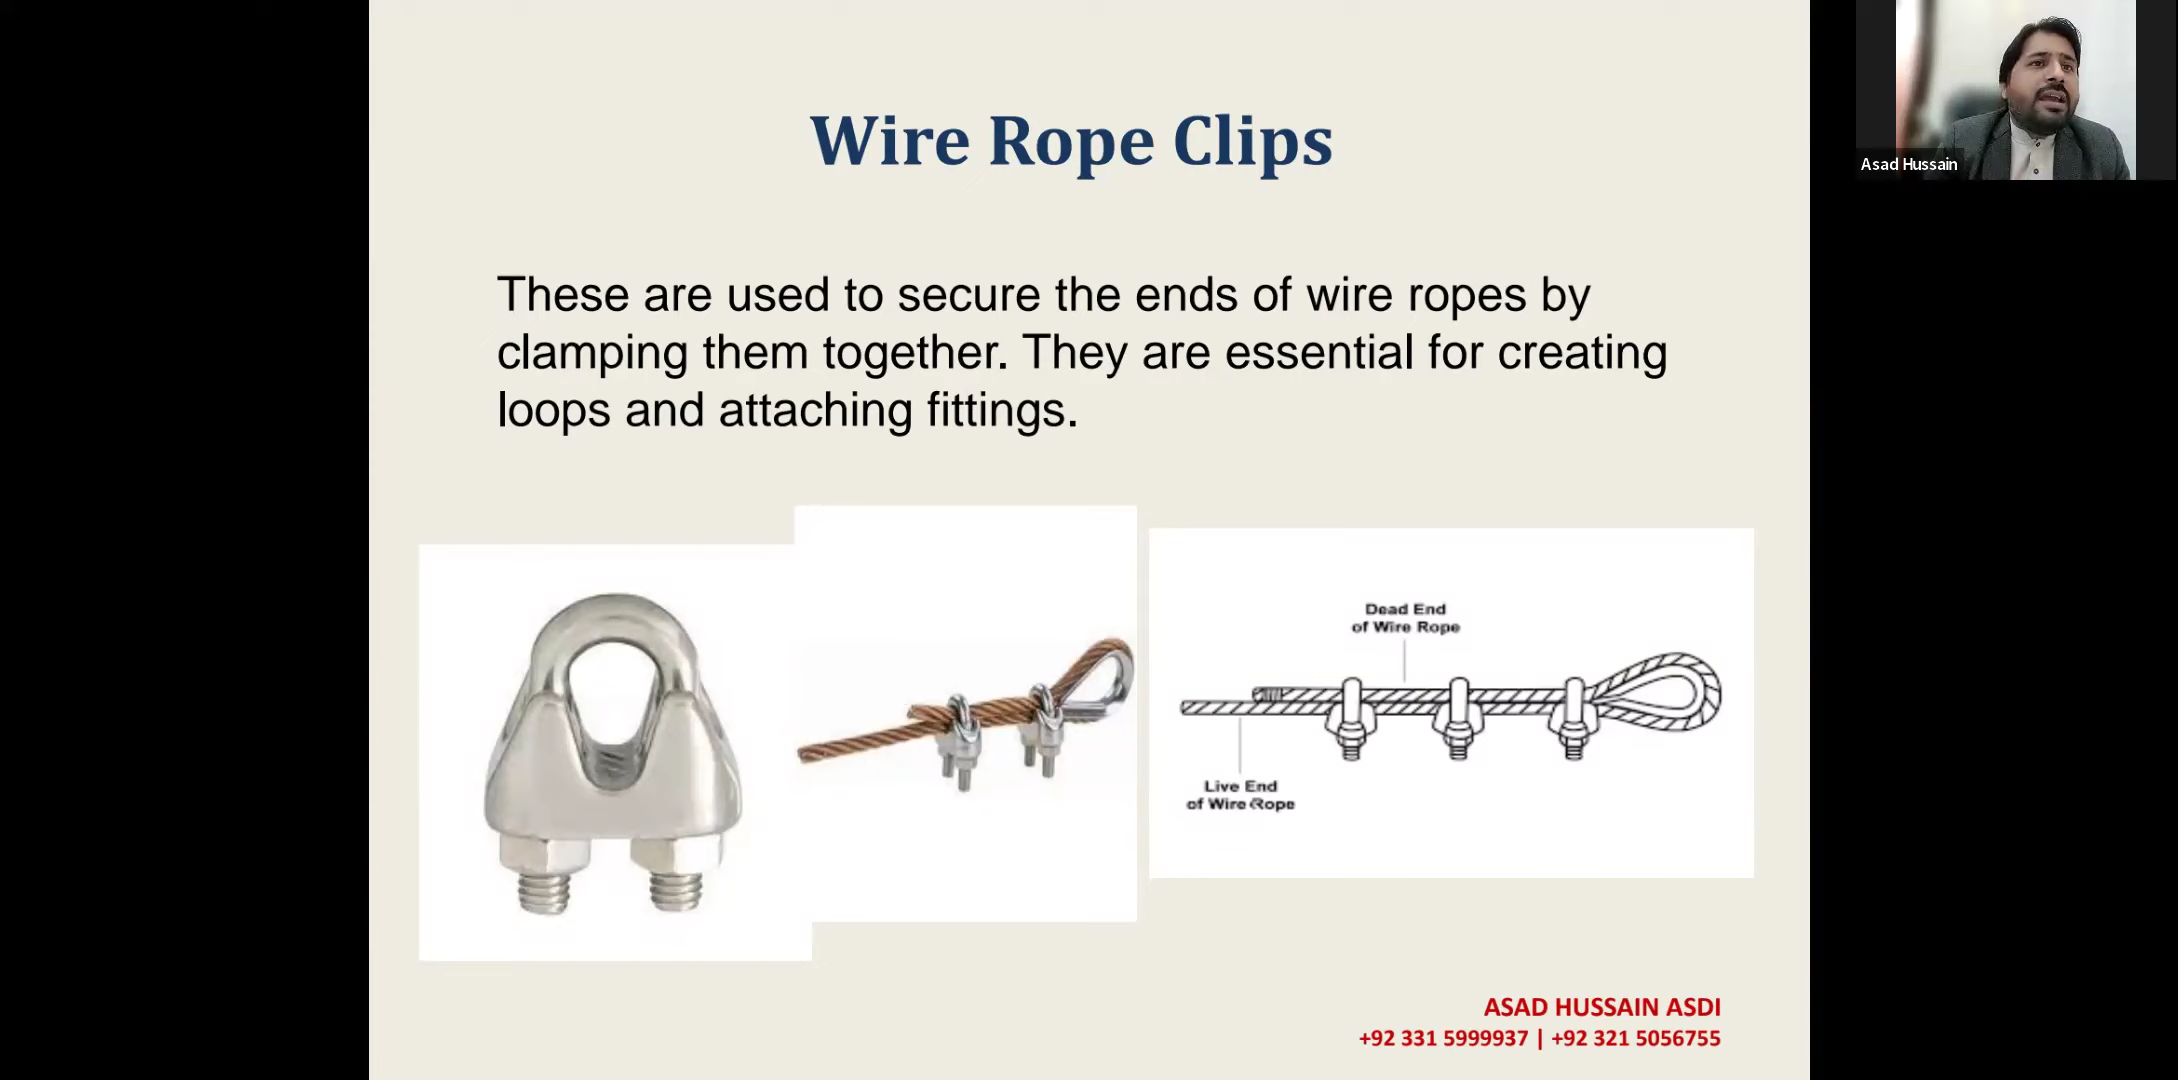 Wire Rope Clips
Asad Hussain
These are used to secure the ends of wire ropes by
clamping them together. They are essential for creating
loops and attaching fittings.
Dead End
of Wire Rope
Live End
of Wire Rope
ASAD HUSSAIN ASDI
+92 331 5999937 | +92 321 5056755